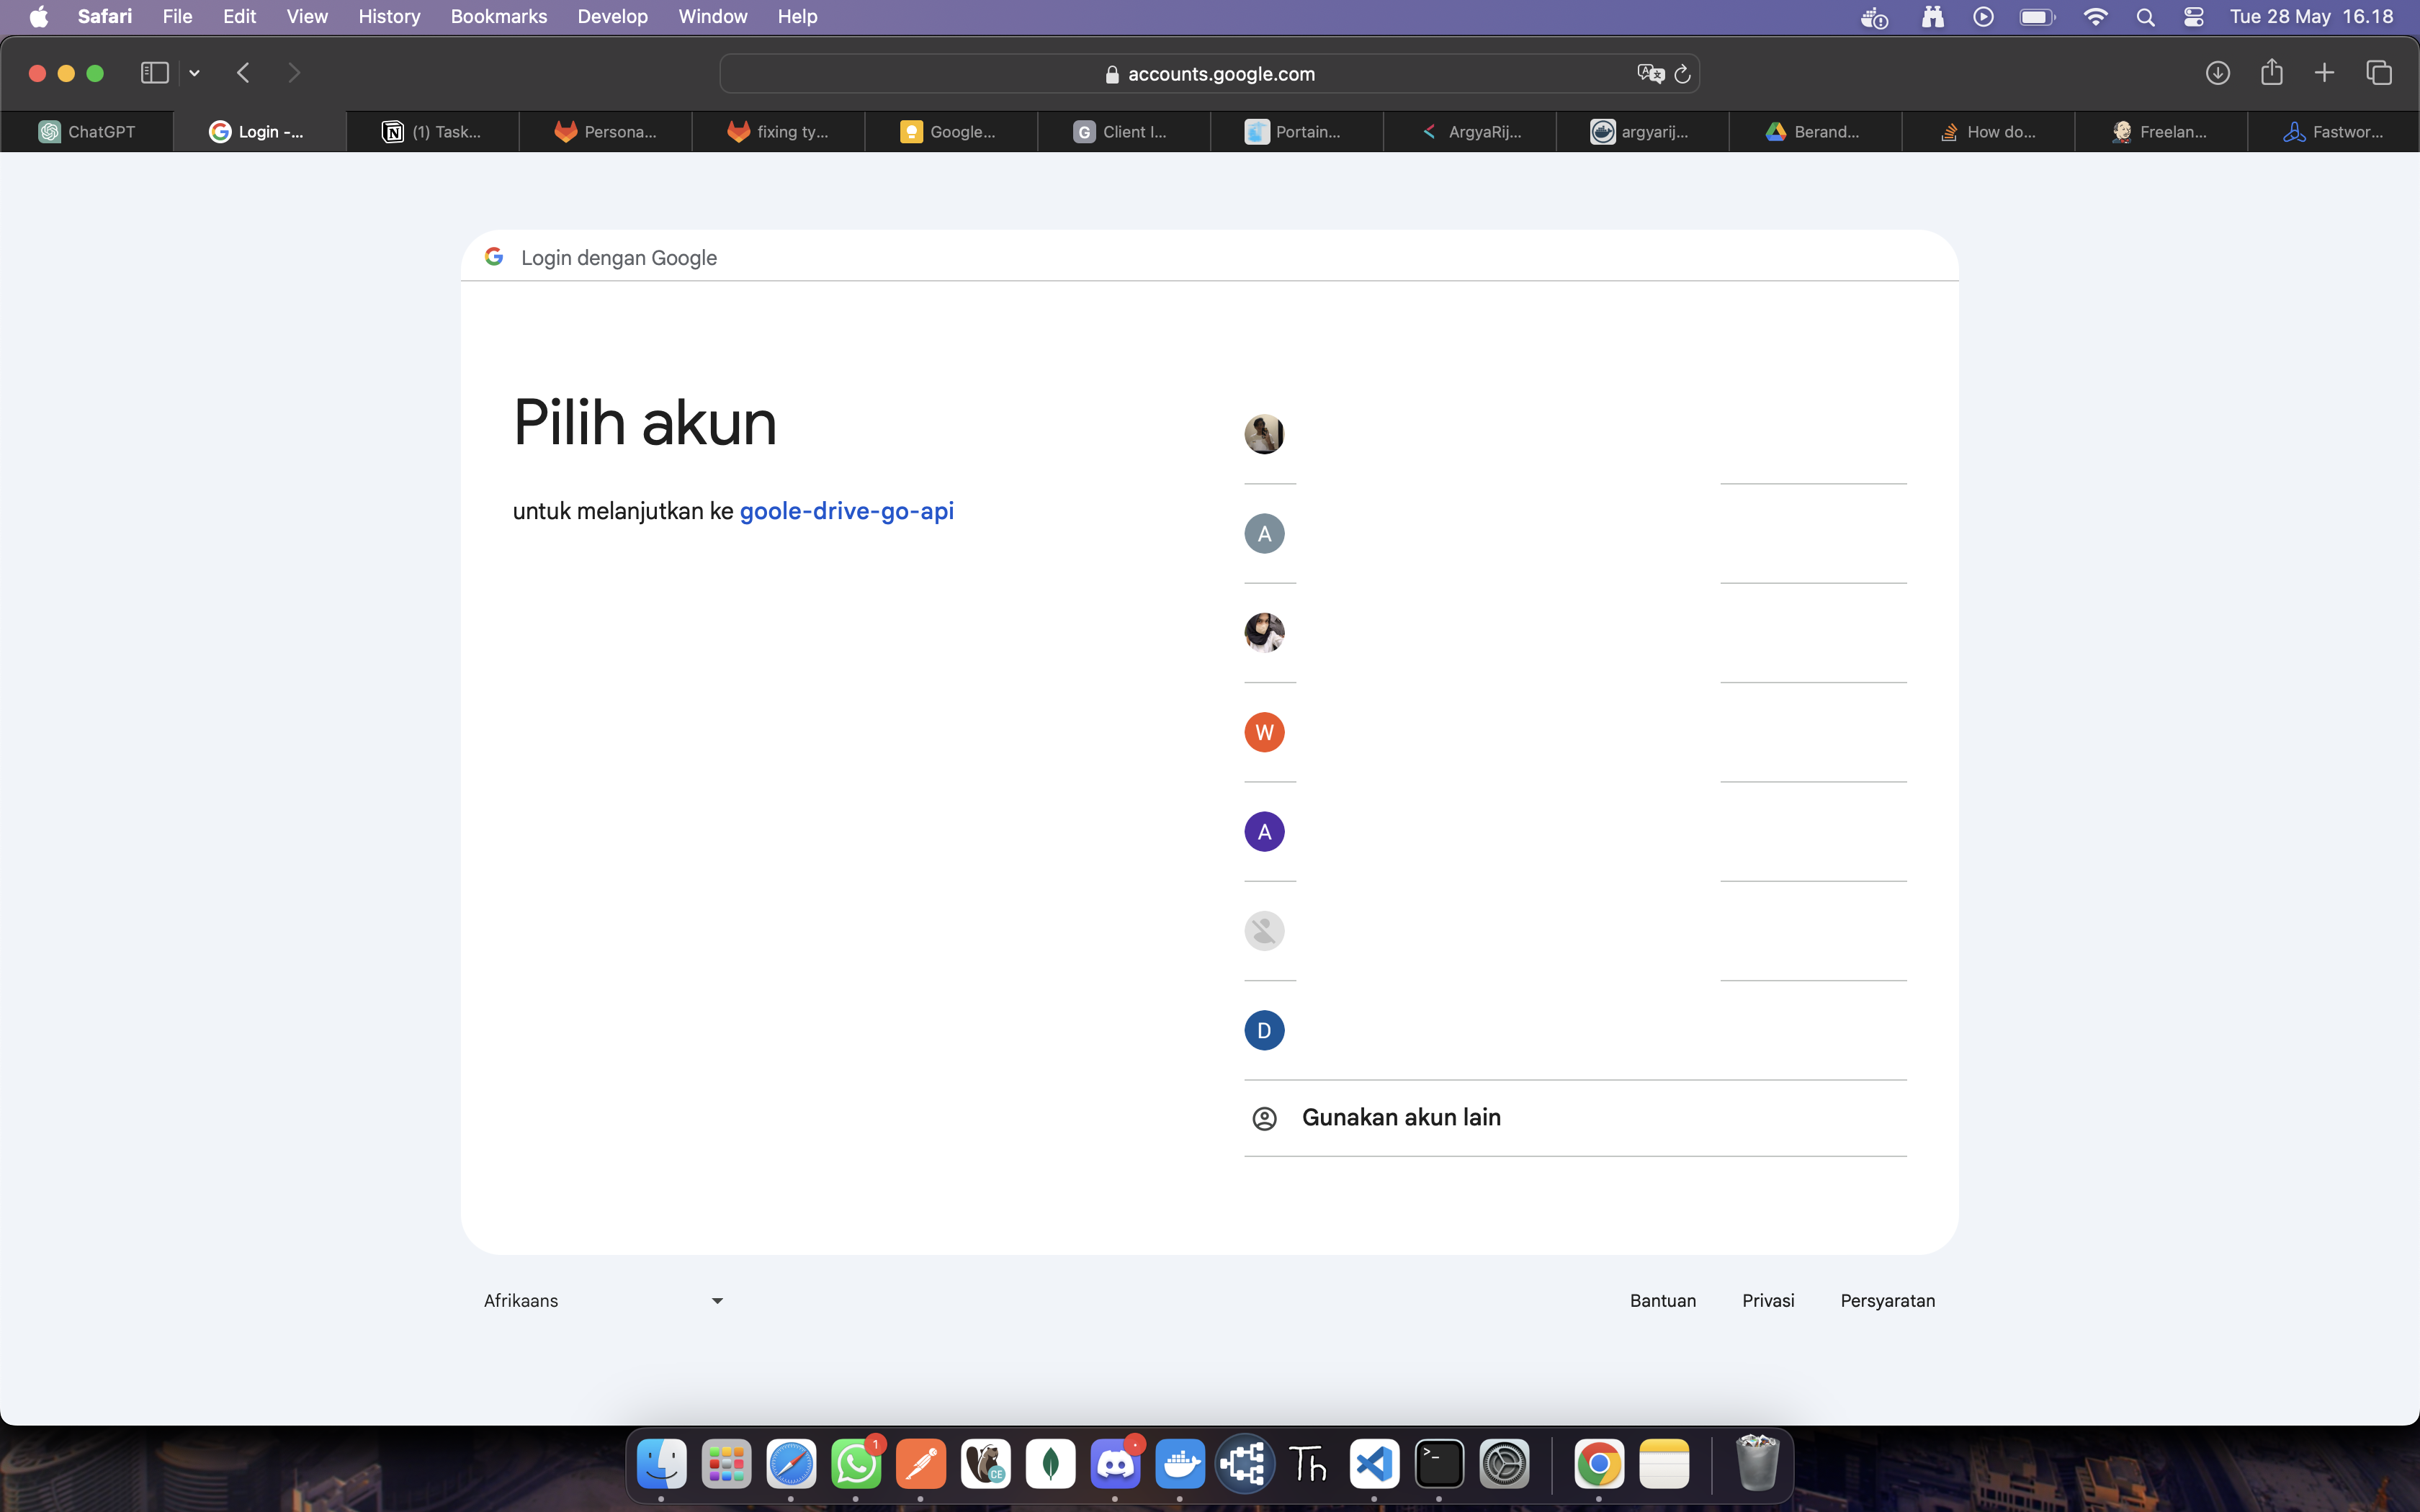 Safari File Edit View History Bookmarks Develop Window Help Tue 28 May 16.18
accounts.google.com
ChatGPT Login -... (1) Task... Persona... fixing ty... Google... Client I... Portain... ArgyaRij... argyarij... Berand... How do... Freelan... Fastwor...
Login dengan Google
Pilih akun
untuk melanjutkan ke goole-drive-go-api
A
W
A
D
Gunakan akun lain
Afrikaans
Bantuan Privasi Persyaratan
1
CE
Th